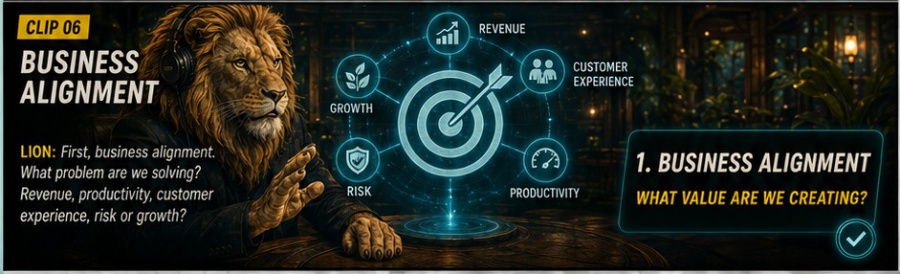 CLIP 06
BUSINESS
ALIGNMENT
LION: First, business alignment.
What problem are we solving?
Revenue, productivity, customer
experience, risk or growth?
REVENUE
CUSTOMER
EXPERIENCE
GROWTH
RISK
PRODUCTIVITY
1. BUSINESS ALIGNMENT
WHAT VALUE ARE WE CREATING?